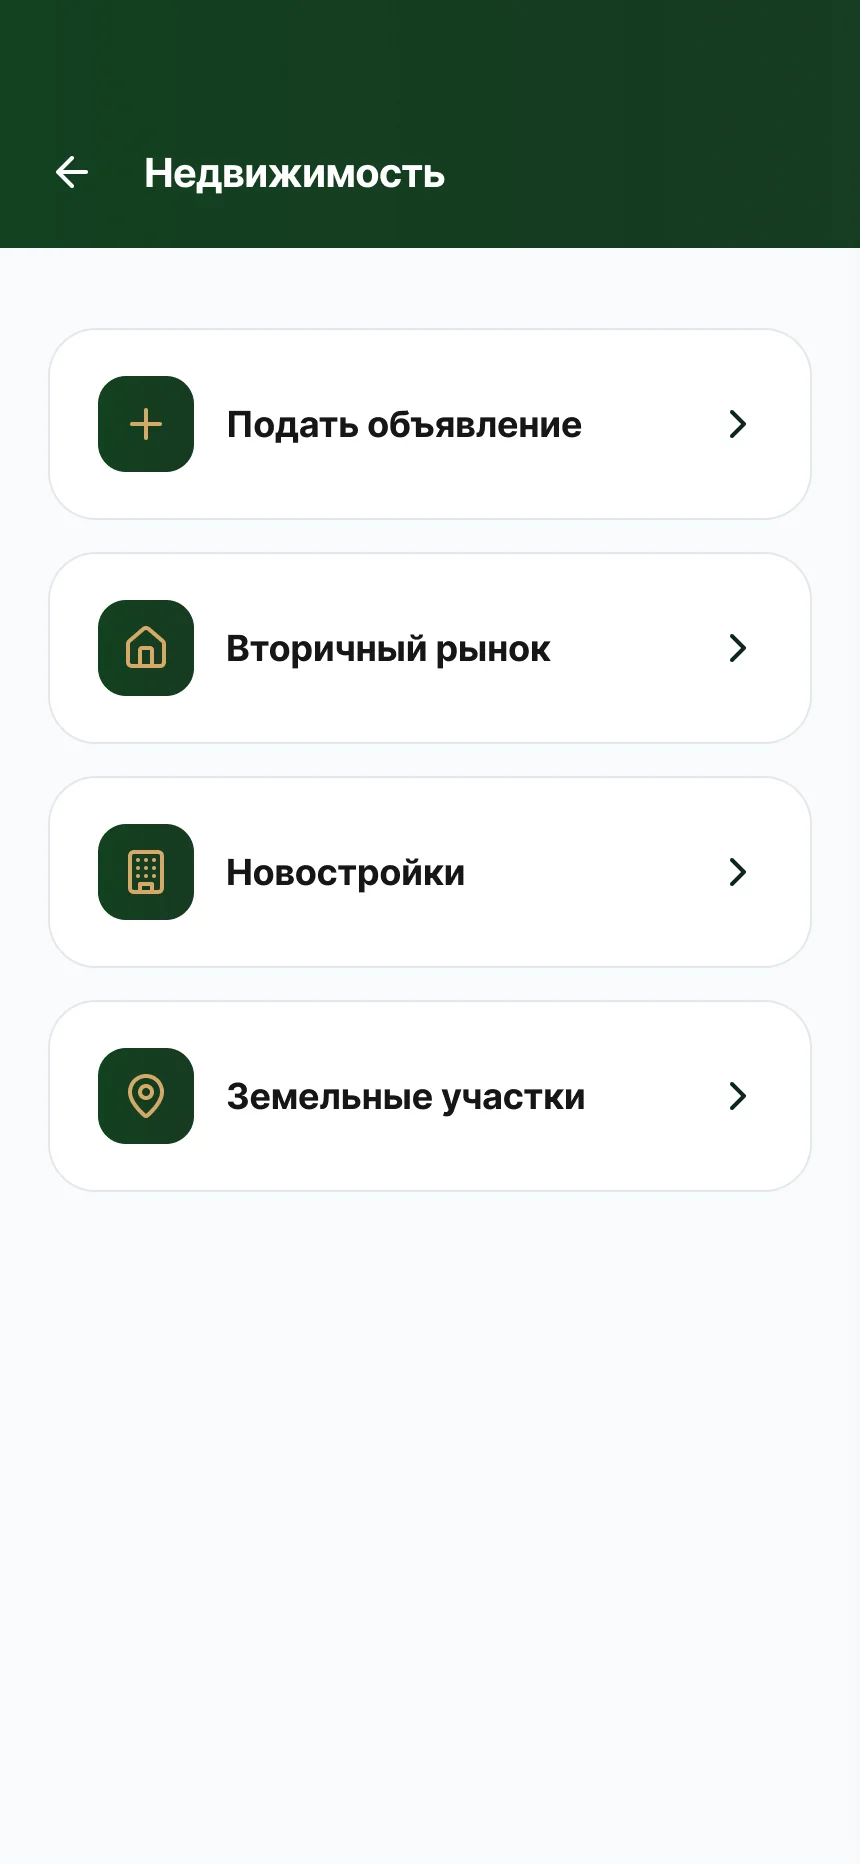 Недвижимость
Подать объявление
Вторичный рынок
Новостройки
Земельные участки